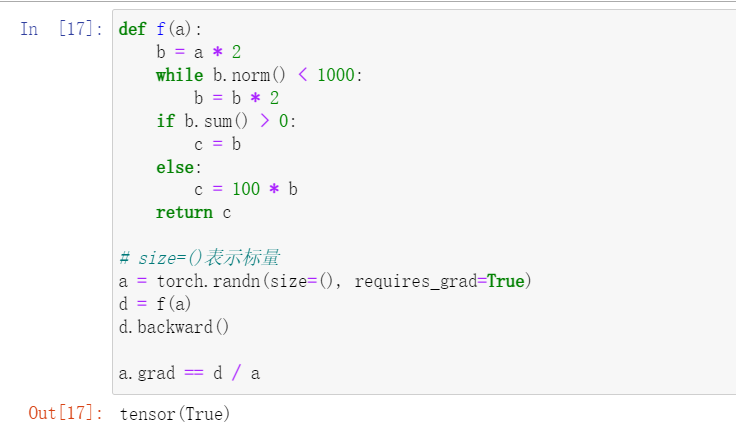 In [17]: def f(a):
    b = a * 2
    while b.norm() < 1000:
        b = b * 2
    if b.sum() > 0:
        c = b
    else:
        c = 100 * b
    return c

# size=()表示标量
a = torch.randn(size=(), requires_grad=True)
d = f(a)
d.backward()

a.grad == d / a
Out[17]: tensor(True)